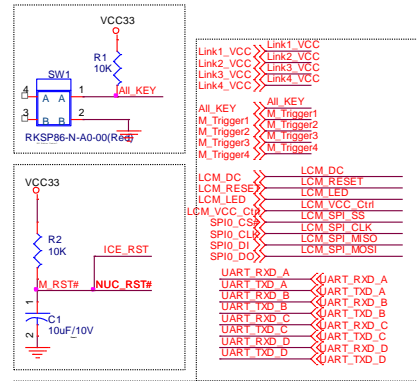 VCC33
R1
10K
SW1
All_KEY
4 A A 1
3 B B 2
RKSP86-N-A0-00(Red)
VCC33
R2
10K
ICE_RST
M_RST# NUC_RST#
1
C1
10uF/10V
2
Link1_VCC Link1_VCC
Link2_VCC Link2_VCC
Link3_VCC Link3_VCC
Link4_VCC Link4_VCC
All_KEY All_KEY
M_Trigger1 M_Trigger1
M_Trigger2 M_Trigger2
M_Trigger3 M_Trigger3
M_Trigger4 M_Trigger4
LCM_DC LCM_DC
LCM_RESET LCM_RESET
LCM_LED LCM_LED
LCM_VCC_Ctrl LCM_VCC_Ctrl
SPI0_CS# LCM_SPI_SS
SPI0_CLK LCM_SPI_CLK
SPI0_DI LCM_SPI_MISO
SPI0_DO LCM_SPI_MOSI
UART_RXD_A UART_RXD_A
UART_TXD_A UART_TXD_A
UART_RXD_B UART_RXD_B
UART_TXD_B UART_TXD_B
UART_RXD_C UART_RXD_C
UART_TXD_C UART_TXD_C
UART_RXD_D UART_RXD_D
UART_TXD_D UART_TXD_D